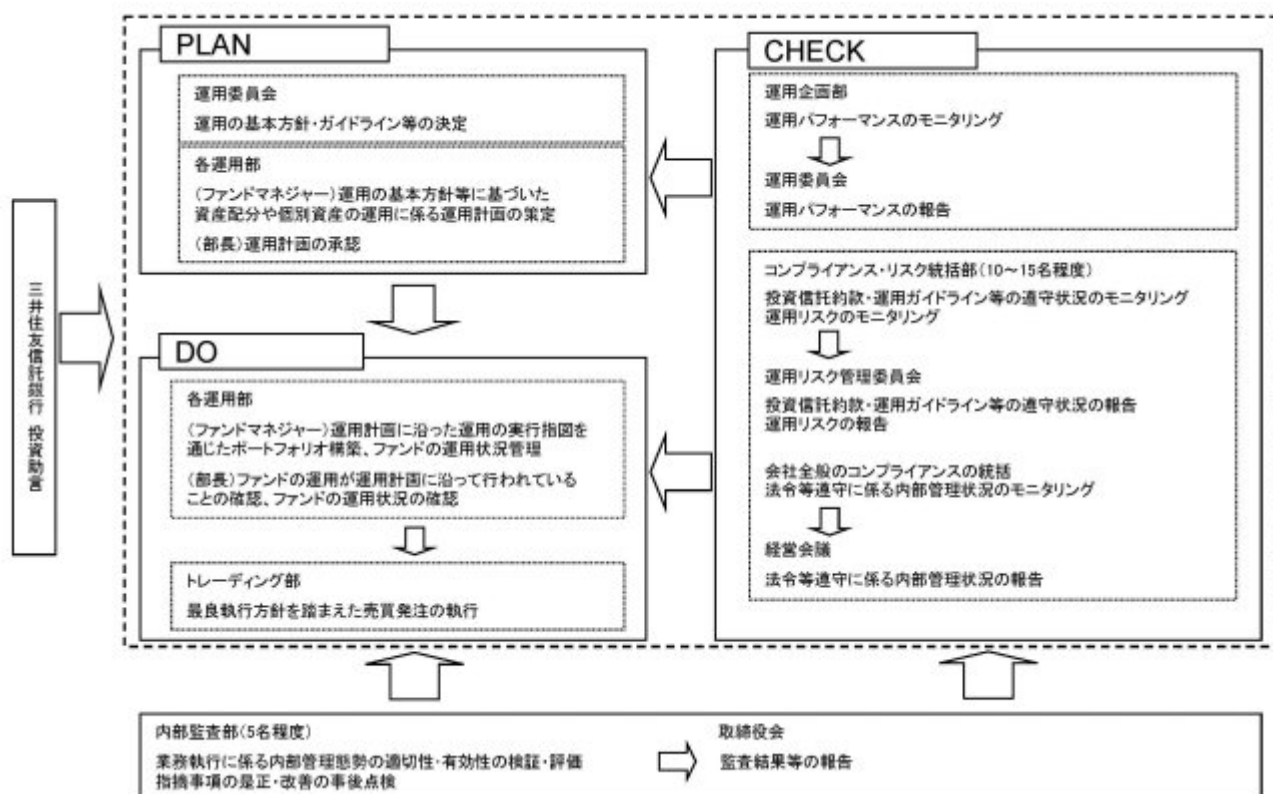 PLAN
運用委員会
運用の基本方針・ガイドライン等の決定
各運用部
(ファンドマネジャー)運用の基本方針等に基づいた
資産配分や個別資産の運用に係る運用計画の策定
(部長)運用計画の承認
DO
各運用部
(ファンドマネジャー)運用計画に沿った運用の実行指図を
通じたポートフォリオ構築、ファンドの運用状況管理
(部長)ファンドの運用が運用計画に沿って行われている
ことの確認、ファンドの運用状況の確認
トレーディング部
最良執行方針を踏まえた売買発注の執行
CHECK
運用企画部
運用パフォーマンスのモニタリング
運用委員会
運用パフォーマンスの報告
コンプライアンス・リスク統括部(10~15名程度)
投資信託約款・運用ガイドライン等の遵守状況のモニタリング
運用リスクのモニタリング
運用リスク管理委員会
投資信託約款・運用ガイドライン等の遵守状況の報告
運用リスクの報告
会社全般のコンプライアンスの統括
法令等遵守に係る内部管理状況のモニタリング
経営会議
法令等遵守に係る内部管理状況の報告
三井住友信託銀行 投資助言
内部監査部(5名程度)
業務執行に係る内部管理態勢の適切性・有効性の検証・評価
指摘事項の是正・改善の事後点検
取締役会
監査結果等の報告